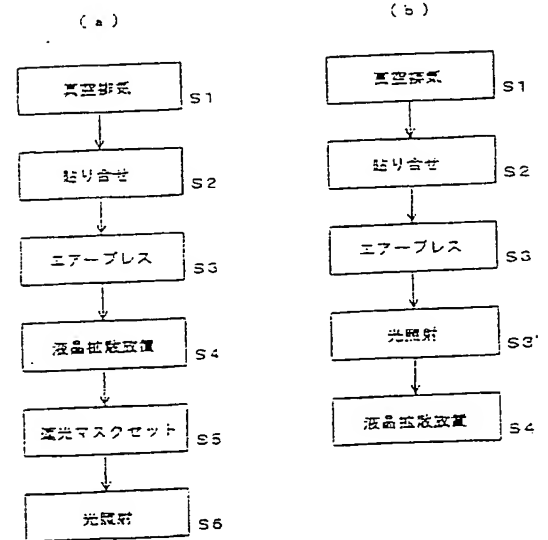 (a)
真空排気 S1
貼り合せ S2
エアープレス S3
液晶拡散放置 S4
遮光マスクセット S5
光照射 S6
(b)
真空排気 S1
貼り合せ S2
エアープレス S3
光照射 S3'
液晶拡散放置 S4